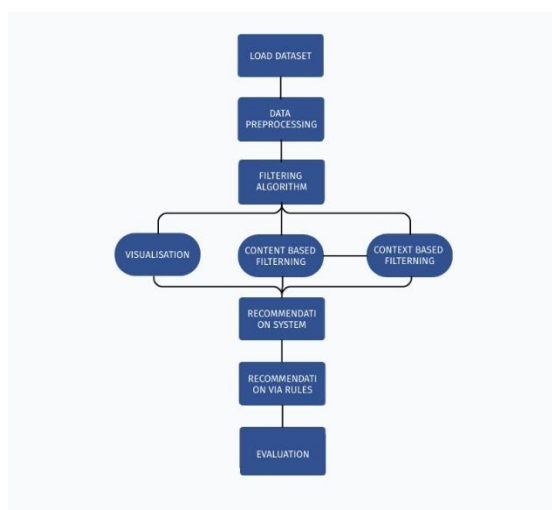 LOAD DATASET
DATA
PREPROCESSING
FILTERING
ALGORITHM
VISUALISATION
CONTENT BASED
FILTERNING
CONTEXT BASED
FILTERNING
RECOMMENDATI
ON SYSTEM
RECOMMENDATI
ON VIA RULES
EVALUATION